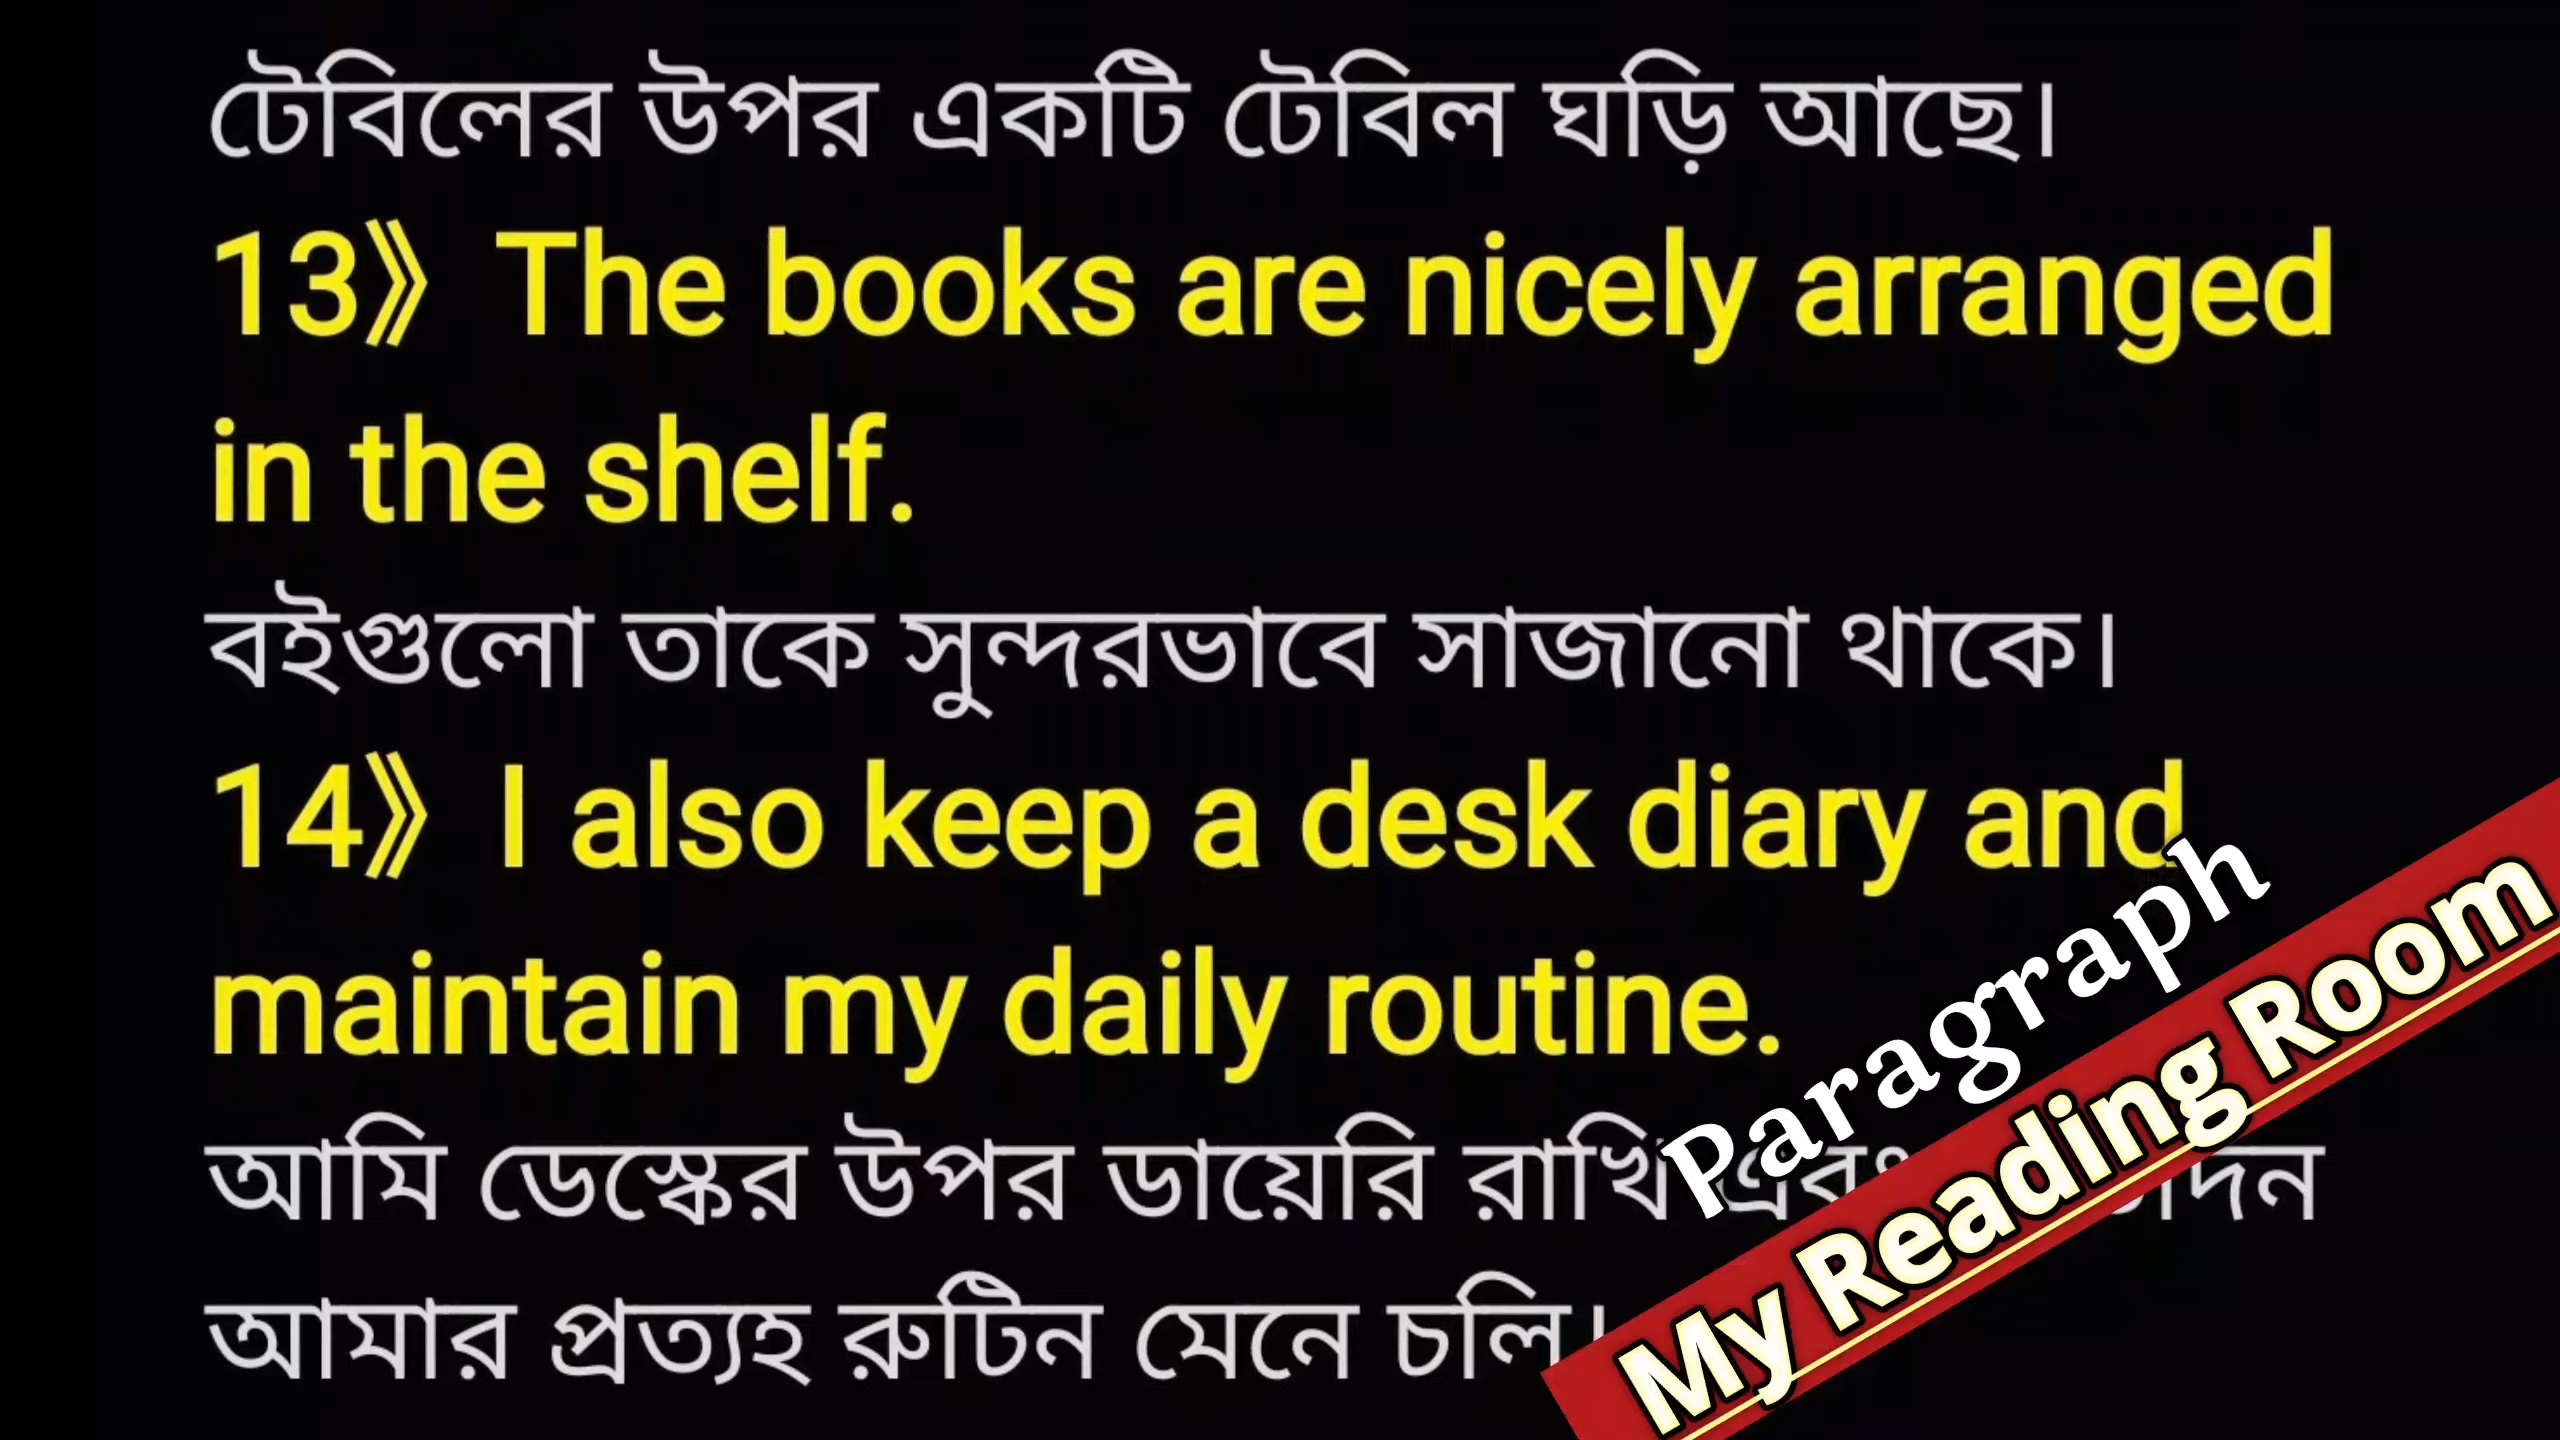 টেবিলের উপর একটি টেবিল ঘড়ি আছে।
13》 The books are nicely arranged
in the shelf.
বইগুলো তাকে সুন্দরভাবে সাজানো থাকে।
14》 I also keep a desk diary and
maintain my daily routine.
আমি ডেস্কের উপর ডায়েরি রাখি এবং
আমার প্রত্যহ রুটিন মেনে চলি।
Paragraph
My Reading Room